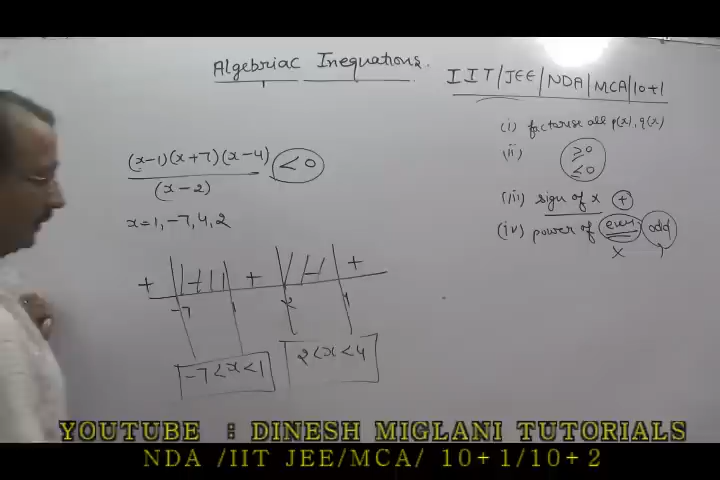 Algebriac Inequations.
IIT/JEE/NDA/MCA/10+1
(i) factorise all p(x), q(x)
(ii) ≥0
≤0
(iii) sign of x +
(iv) power of even odd
x
(x-1)(x+7)(x-4) <0
(x-2)
x=1,-7,4,2
+ + +
-7 1 2 4
-7<x<1 2<x<4
YOUTUBE : DINESH MIGLANI TUTORIALS
NDA /IIT JEE/MCA/ 10+1/10+2